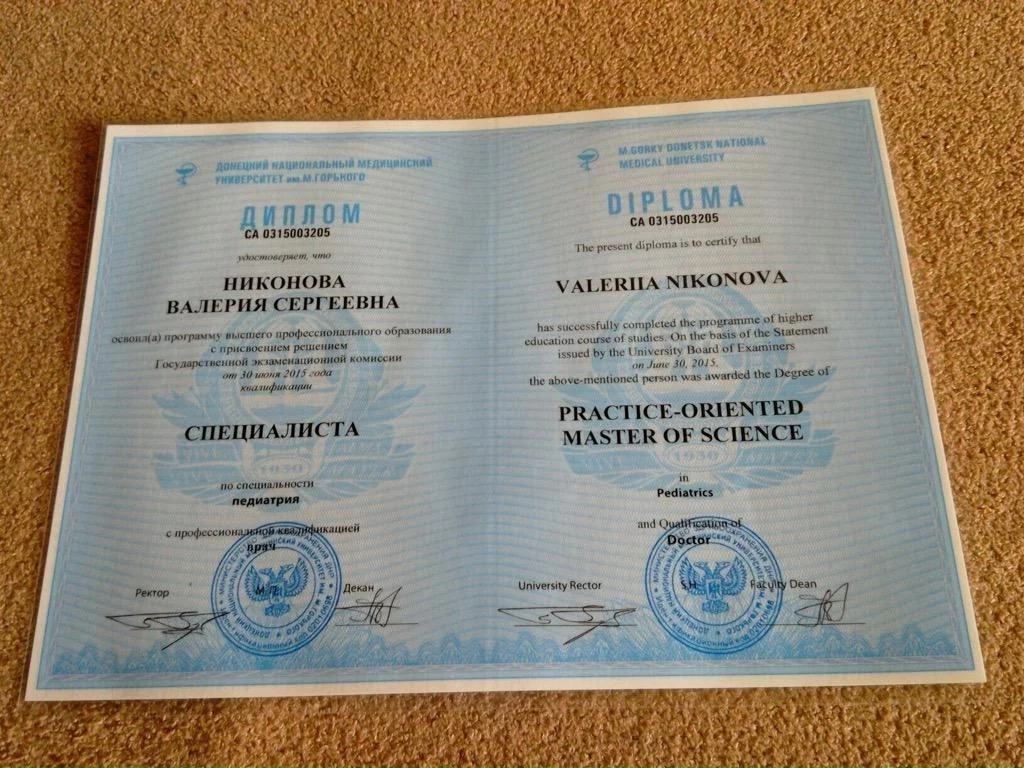 ДОНЕЦКИЙ НАЦИОНАЛЬНЫЙ МЕДИЦИНСКИЙ
УНИВЕРСИТЕТ им.М.ГОРЬКОГО
ДИПЛОМ
СА 0315003205
удостоверяет, что
НИКОНОВА
ВАЛЕРИЯ СЕРГЕЕВНА
освоил(а) программу высшего профессионального образования
с присвоением решением
Государственной экзаменационной комиссии
от 30 июня 2015 года
квалификации
СПЕЦИАЛИСТА
1930
по специальности
педиатрия
с профессиональной квалификацией
врач
Ректор
М.П.
Декан
M.GORKY DONETSK NATIONAL
MEDICAL UNIVERSITY
DIPLOMA
CA 0315003205
The present diploma is to certify that
VALERIIA NIKONOVA
has successfully completed the programme of higher
education course of studies. On the basis of the Statement
issued by the University Board of Examiners
on June 30, 2015,
the above-mentioned person was awarded the Degree of
PRACTICE-ORIENTED
MASTER OF SCIENCE
1930
in
Pediatrics
and Qualification of
Doctor
University Rector
S.H.
Faculty Dean